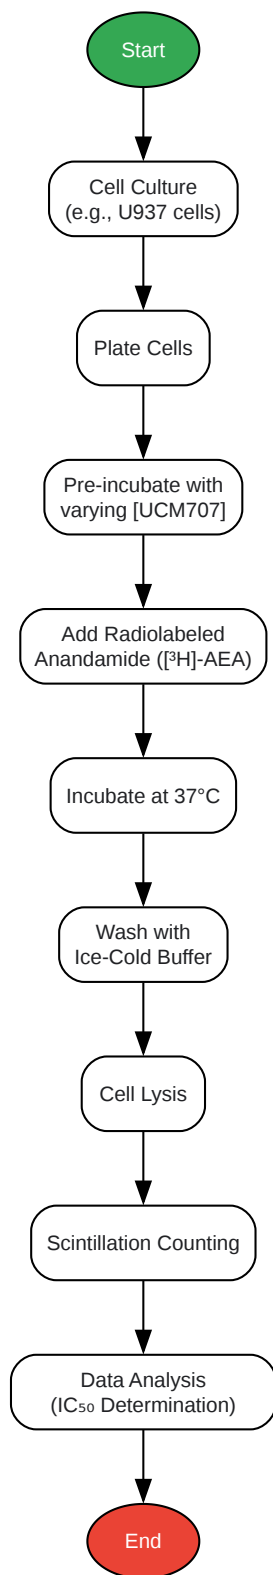 Start
Cell Culture
(e.g., U937 cells)
Plate Cells
Pre-incubate with
varying [UCM707]
Add Radiolabeled
Anandamide ([³H]-AEA)
Incubate at 37°C
Wash with
Ice-Cold Buffer
Cell Lysis
Scintillation Counting
Data Analysis
(IC₅₀ Determination)
End